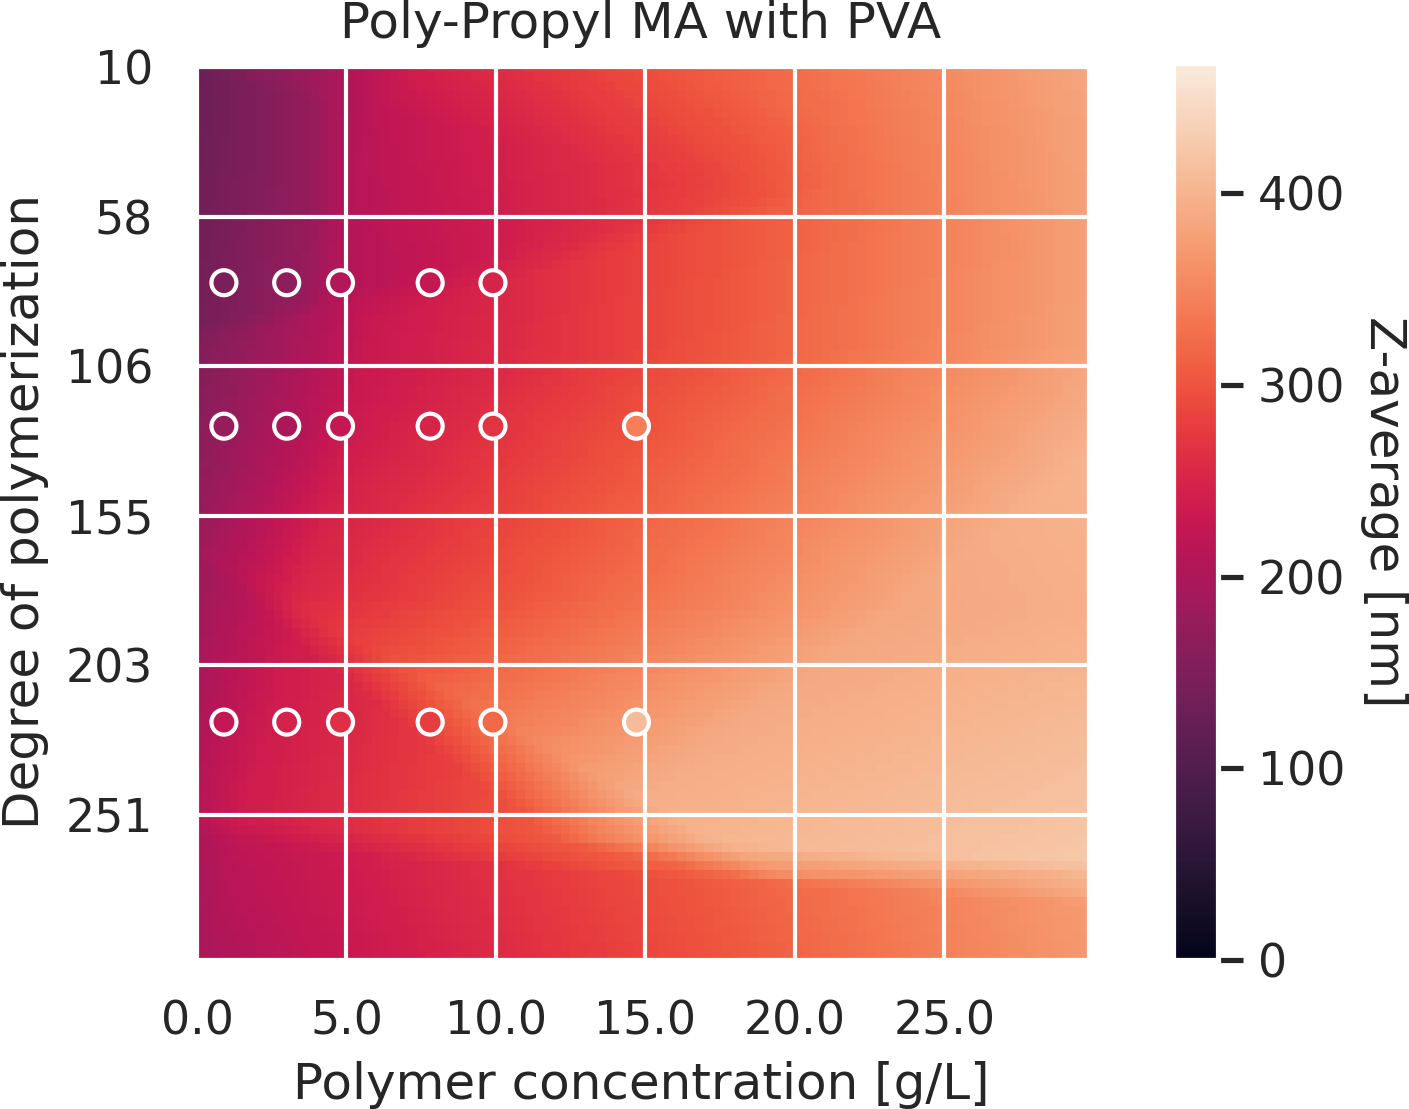 Poly-Propyl MA with PVA
10
58
106
155
203
251
Degree of polymerization
0.0 5.0 10.0 15.0 20.0 25.0
Polymer concentration [g/L]
400
300
200
100
0
Z-average [nm]